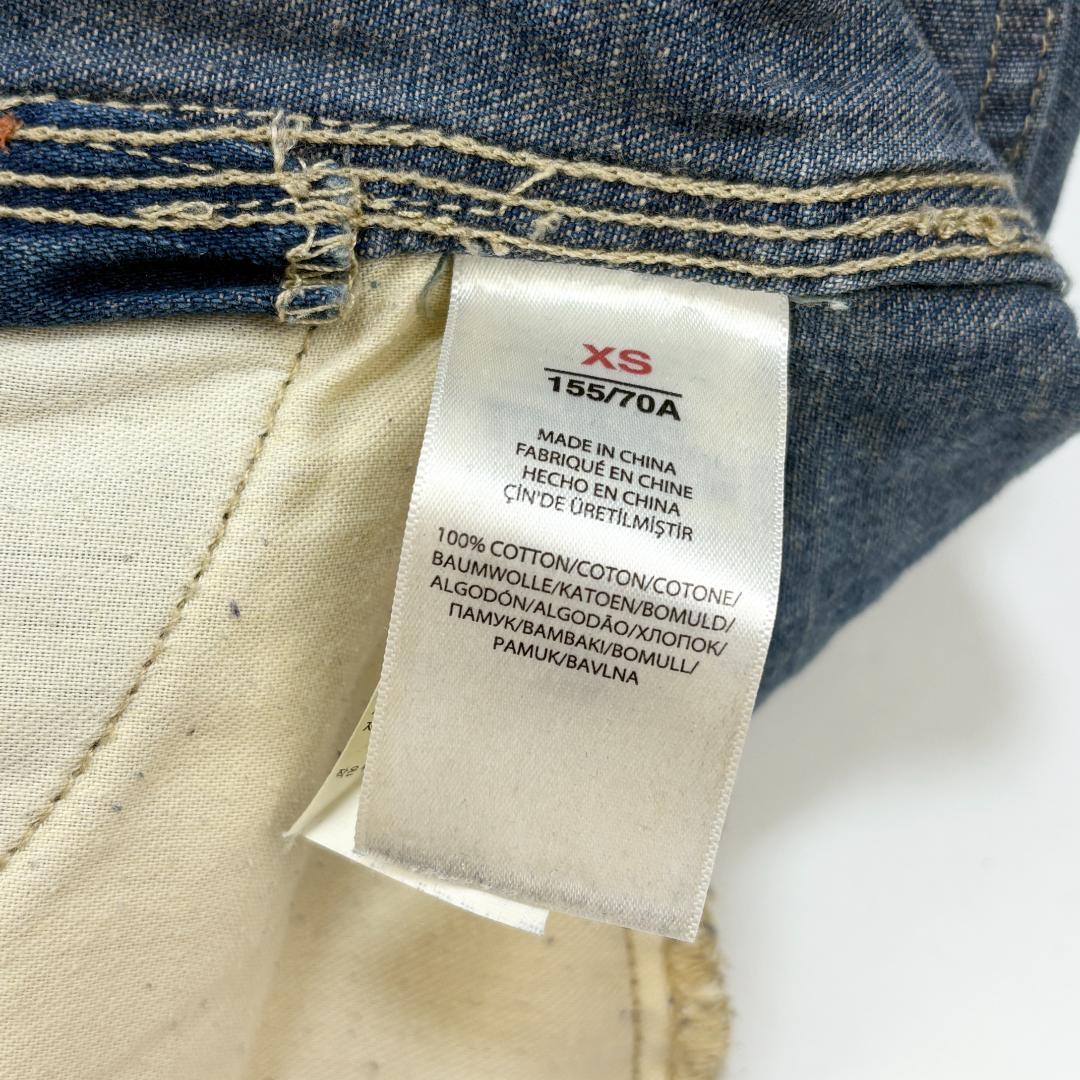 XS
155/70A
MADE IN CHINA
FABRIQUÉ EN CHINE
HECHO EN CHINA
ÇİN'DE ÜRETİLMİŞTİR
100% COTTON/COTON/COTONE/
BAUMWOLLE/KATOEN/BOMULD/
ALGODÓN/ALGODÃO/ХЛОПОК/
ПАМУК/BAMBAKI/BOMULL/
PAMUK/BAVLNA